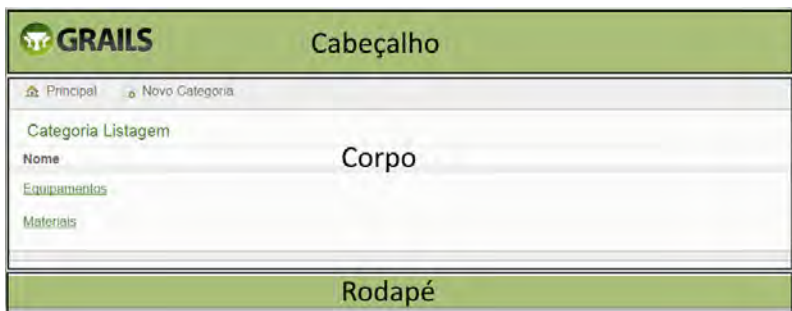 GRAILS
Cabeçalho
Principal Novo Categoria
Categoria Listagem
Nome
Corpo
Equipamentos
Materiais
Rodapé